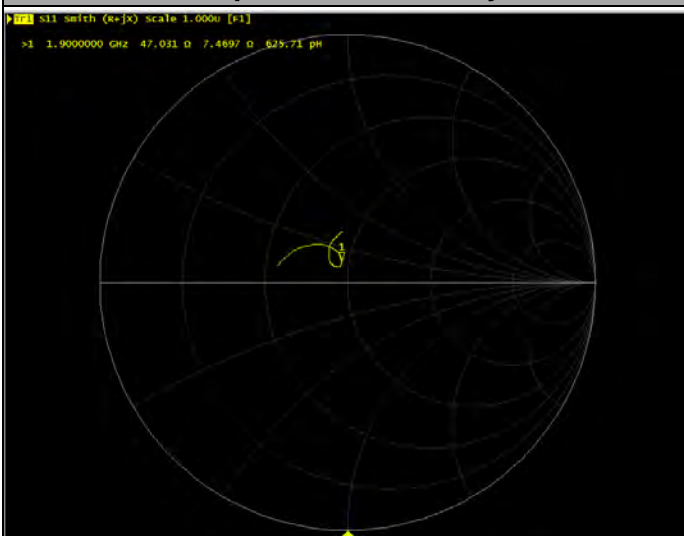 Tr1 S11 Smith (R+jX) Scale 1.000U [F1]
>1 1.9000000 GHz 47.031 Ω 7.4697 Ω 625.71 pH
1